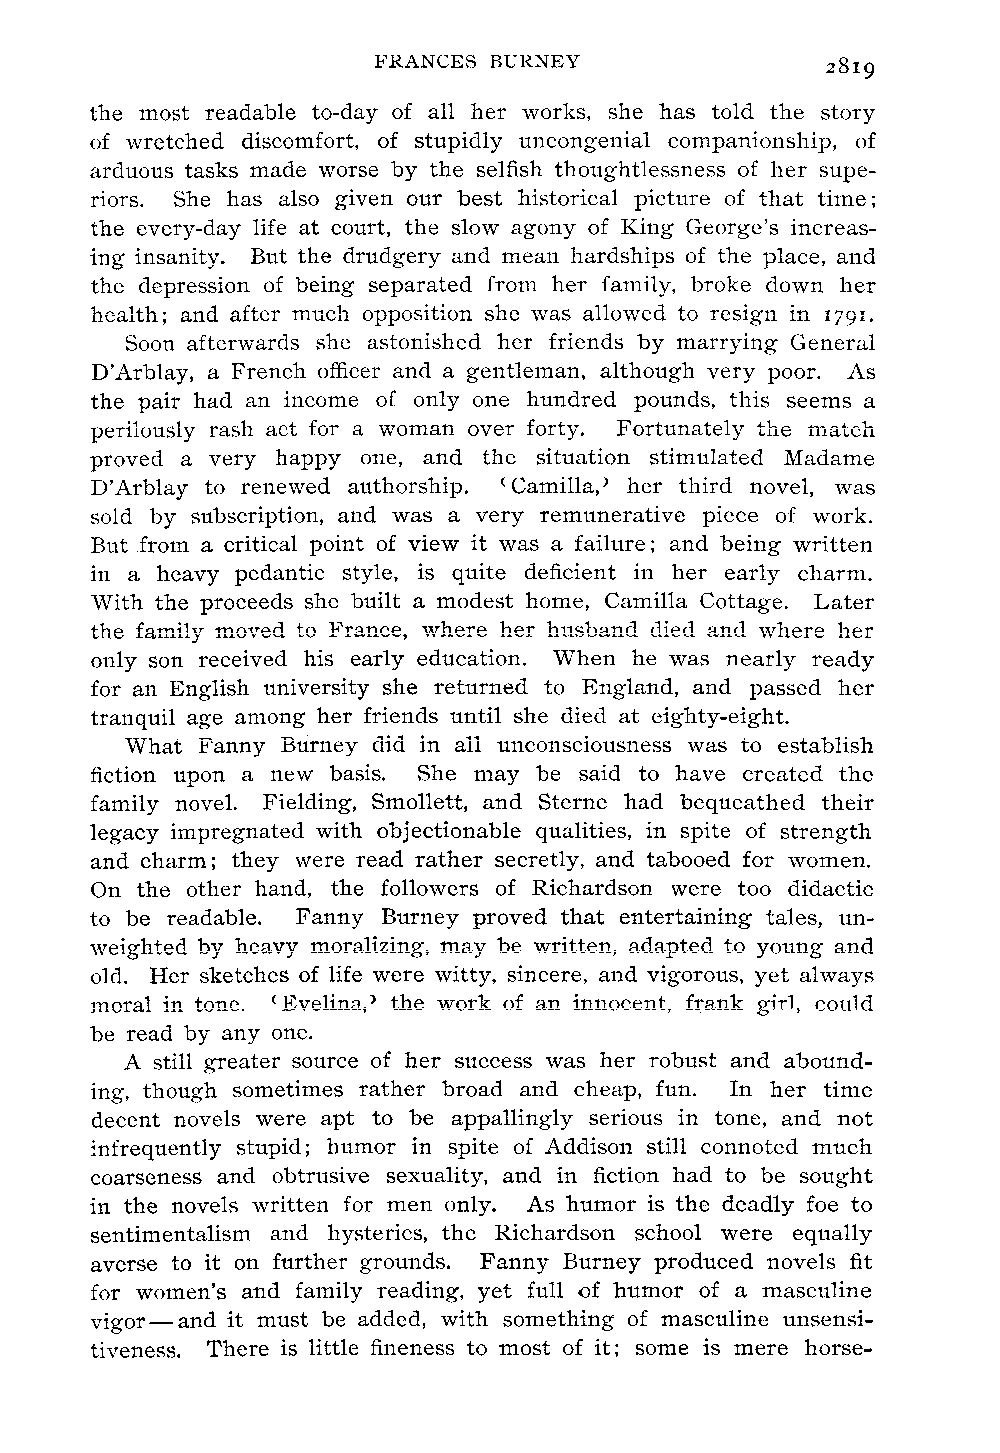 FRANCES BURNEY 2819
the most readable to-day of all her works, she has told the story
of wretched discomfort, of stupidly uncongenial companionship, of
arduous tasks made worse by the selfish thoughtlessness of her supe-
riors. She has also given our best historical picture of that time;
the every-day life at court, the slow agony of King George's increas-
ing insanity. But the drudgery and mean hardships of the place, and
the depression of being separated from her family, broke down her
health; and after much opposition she was allowed to resign in 1791.
Soon afterwards she astonished her friends by marrying General
D'Arblay, a French officer and a gentleman, although very poor. As
the pair had an income of only one hundred pounds, this seems a
perilously rash act for a woman over forty. Fortunately the match
proved a very happy one, and the situation stimulated Madame
D'Arblay to renewed authorship. ‘Camilla,’ her third novel, was
sold by subscription, and was a very remunerative piece of work.
But from a critical point of view it was a failure; and being written
in a heavy pedantic style, is quite deficient in her early charm.
With the proceeds she built a modest home, Camilla Cottage. Later
the family moved to France, where her husband died and where her
only son received his early education. When he was nearly ready
for an English university she returned to England, and passed her
tranquil age among her friends until she died at eighty-eight.
What Fanny Burney did in all unconsciousness was to establish
fiction upon a new basis. She may be said to have created the
family novel. Fielding, Smollett, and Sterne had bequeathed their
legacy impregnated with objectionable qualities, in spite of strength
and charm; they were read rather secretly, and tabooed for women.
On the other hand, the followers of Richardson were too didactic
to be readable. Fanny Burney proved that entertaining tales, un-
weighted by heavy moralizing, may be written, adapted to young and
old. Her sketches of life were witty, sincere, and vigorous, yet always
moral in tone. ‘Evelina,’ the work of an innocent, frank girl, could
be read by any one.
A still greater source of her success was her robust and abound-
ing, though sometimes rather broad and cheap, fun. In her time
decent novels were apt to be appallingly serious in tone, and not
infrequently stupid; humor in spite of Addison still connoted much
coarseness and obtrusive sexuality, and in fiction had to be sought
in the novels written for men only. As humor is the deadly foe to
sentimentalism and hysterics, the Richardson school were equally
averse to it on further grounds. Fanny Burney produced novels fit
for women's and family reading, yet full of humor of a masculine
vigor—and it must be added, with something of masculine unsensi-
tiveness. There is little fineness to most of it; some is mere horse-